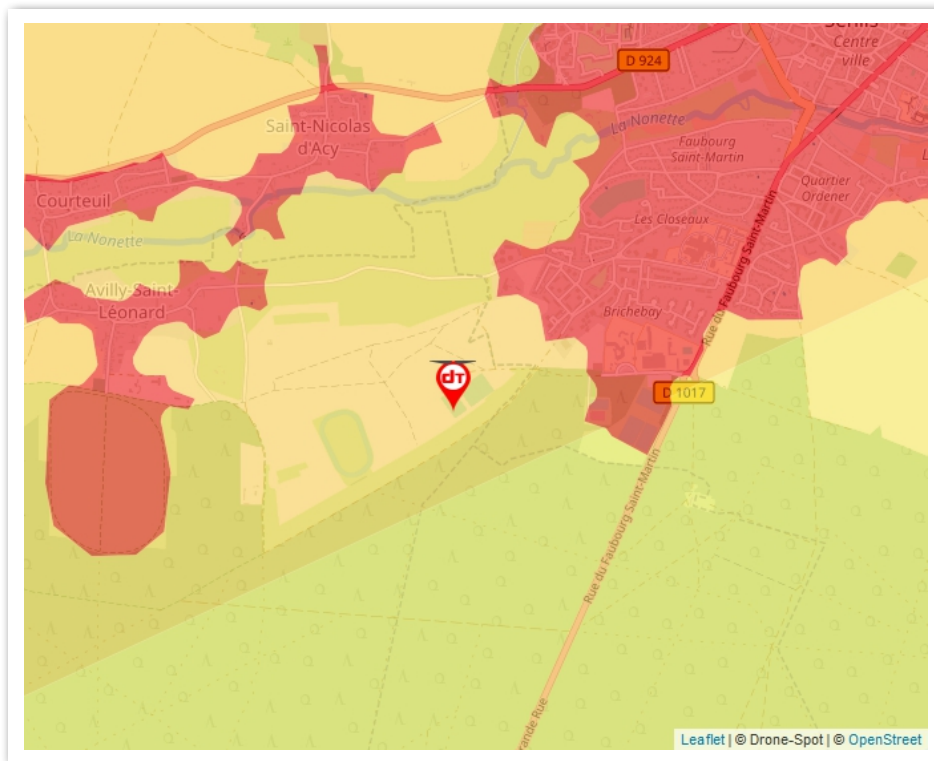 Senlis
Centre
ville
D 924
La Nonette
Saint-Nicolas
d'Acy
Faubourg
Saint-Martin
Courteuil
Quartier
Ordener
Les Closeaux
La Nonette
Rue du Faubourg Saint-Martin
Avilly-Saint-
Léonard
Brichebay
dT
D 1017
Rue du Faubourg Saint-Martin
rande Rue
Leaflet | © Drone-Spot | © OpenStreet